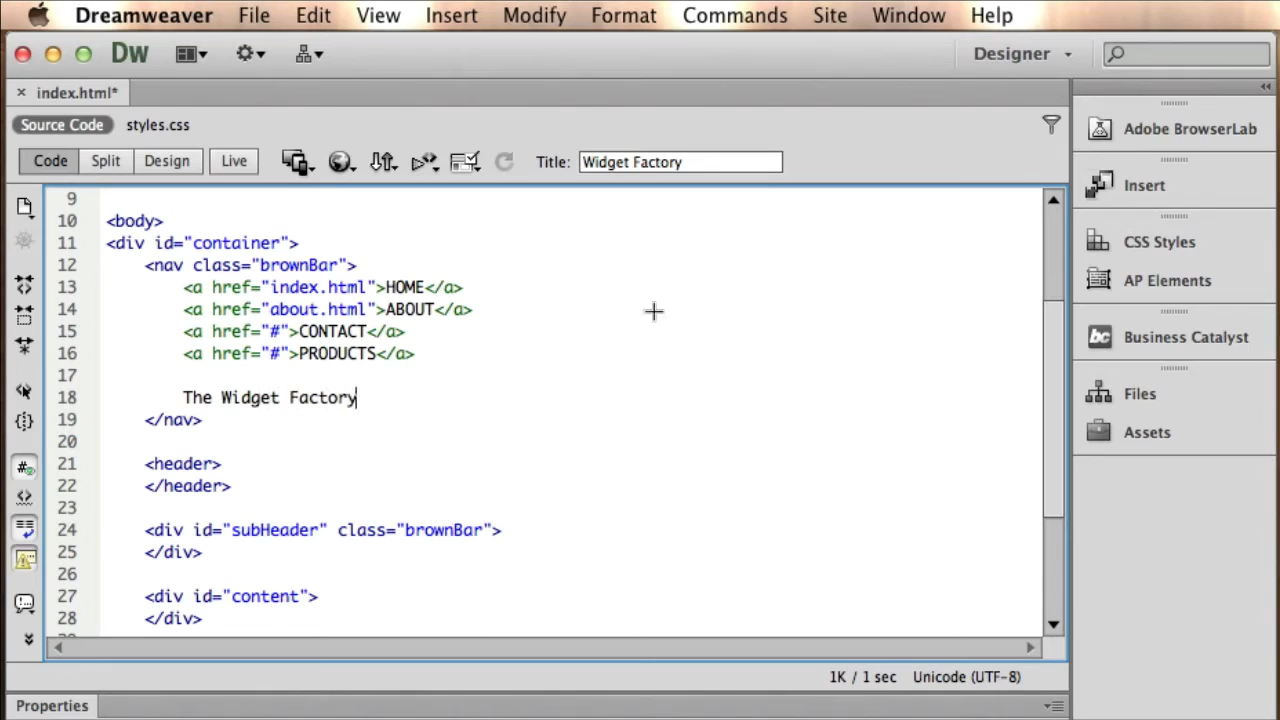 Dreamweaver File Edit View Insert Modify Format Commands Site Window Help
Dw Designer
index.html*
Source Code styles.css
Code Split Design Live Title: Widget Factory
9
10 <body>
11 <div id="container">
12 <nav class="brownBar">
13 <a href="index.html">HOME</a>
14 <a href="about.html">ABOUT</a>
15 <a href="#">CONTACT</a>
16 <a href="#">PRODUCTS</a>
17
18 The Widget Factory
19 </nav>
20
21 <header>
22 </header>
23
24 <div id="subHeader" class="brownBar">
25 </div>
26
27 <div id="content">
28 </div>
Adobe BrowserLab
Insert
CSS Styles
AP Elements
bc Business Catalyst
Files
Assets
1K / 1 sec Unicode (UTF-8)
Properties